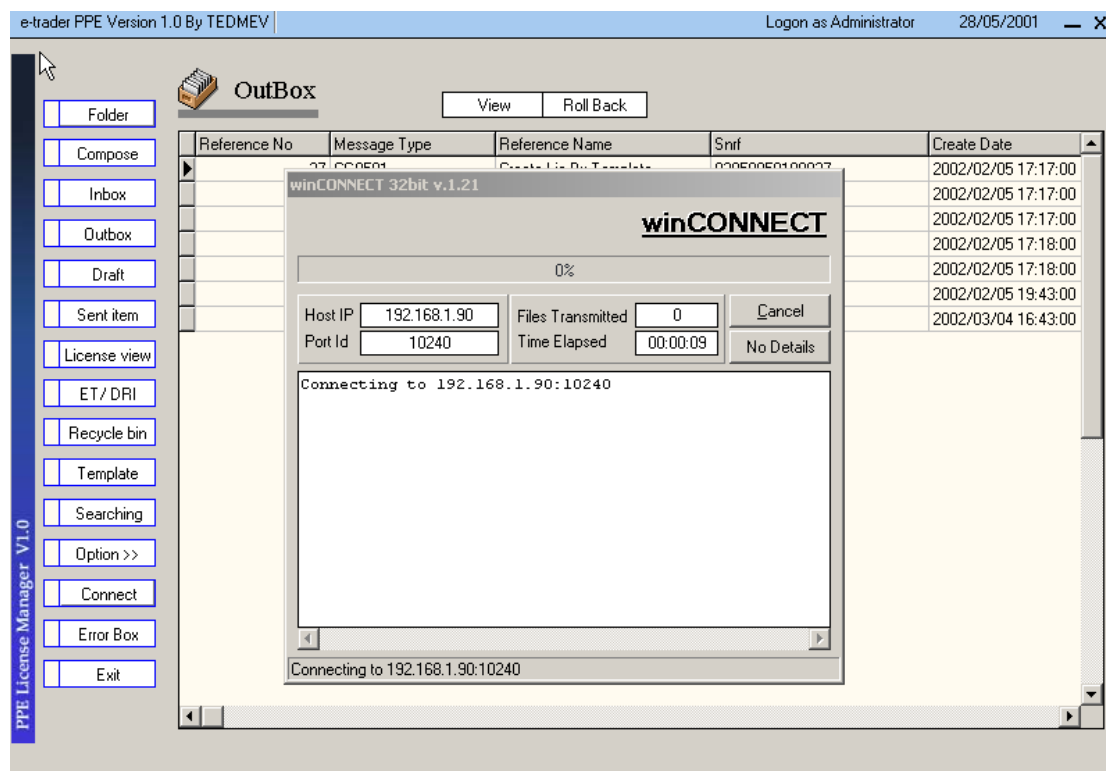 e-trader PPE Version 1.0 By TEDMEV Logon as Administrator 28/05/2001
OutBox
View Roll Back
Folder
Compose
Inbox
Outbox
Draft
Sent item
License view
ET/ DRI
Recycle bin
Template
Searching
Option >>
Connect
Error Box
Exit
PPE License Manager V1.0
Reference No Message Type Reference Name Snrf Create Date
2002/02/05 17:17:00
2002/02/05 17:17:00
2002/02/05 17:17:00
2002/02/05 17:18:00
2002/02/05 17:18:00
2002/02/05 19:43:00
2002/03/04 16:43:00
winCONNECT 32bit v.1.21
winCONNECT
0%
Host IP 192.168.1.90 Files Transmitted 0 Cancel
Port Id 10240 Time Elapsed 00:00:09 No Details
Connecting to 192.168.1.90:10240
Connecting to 192.168.1.90:10240